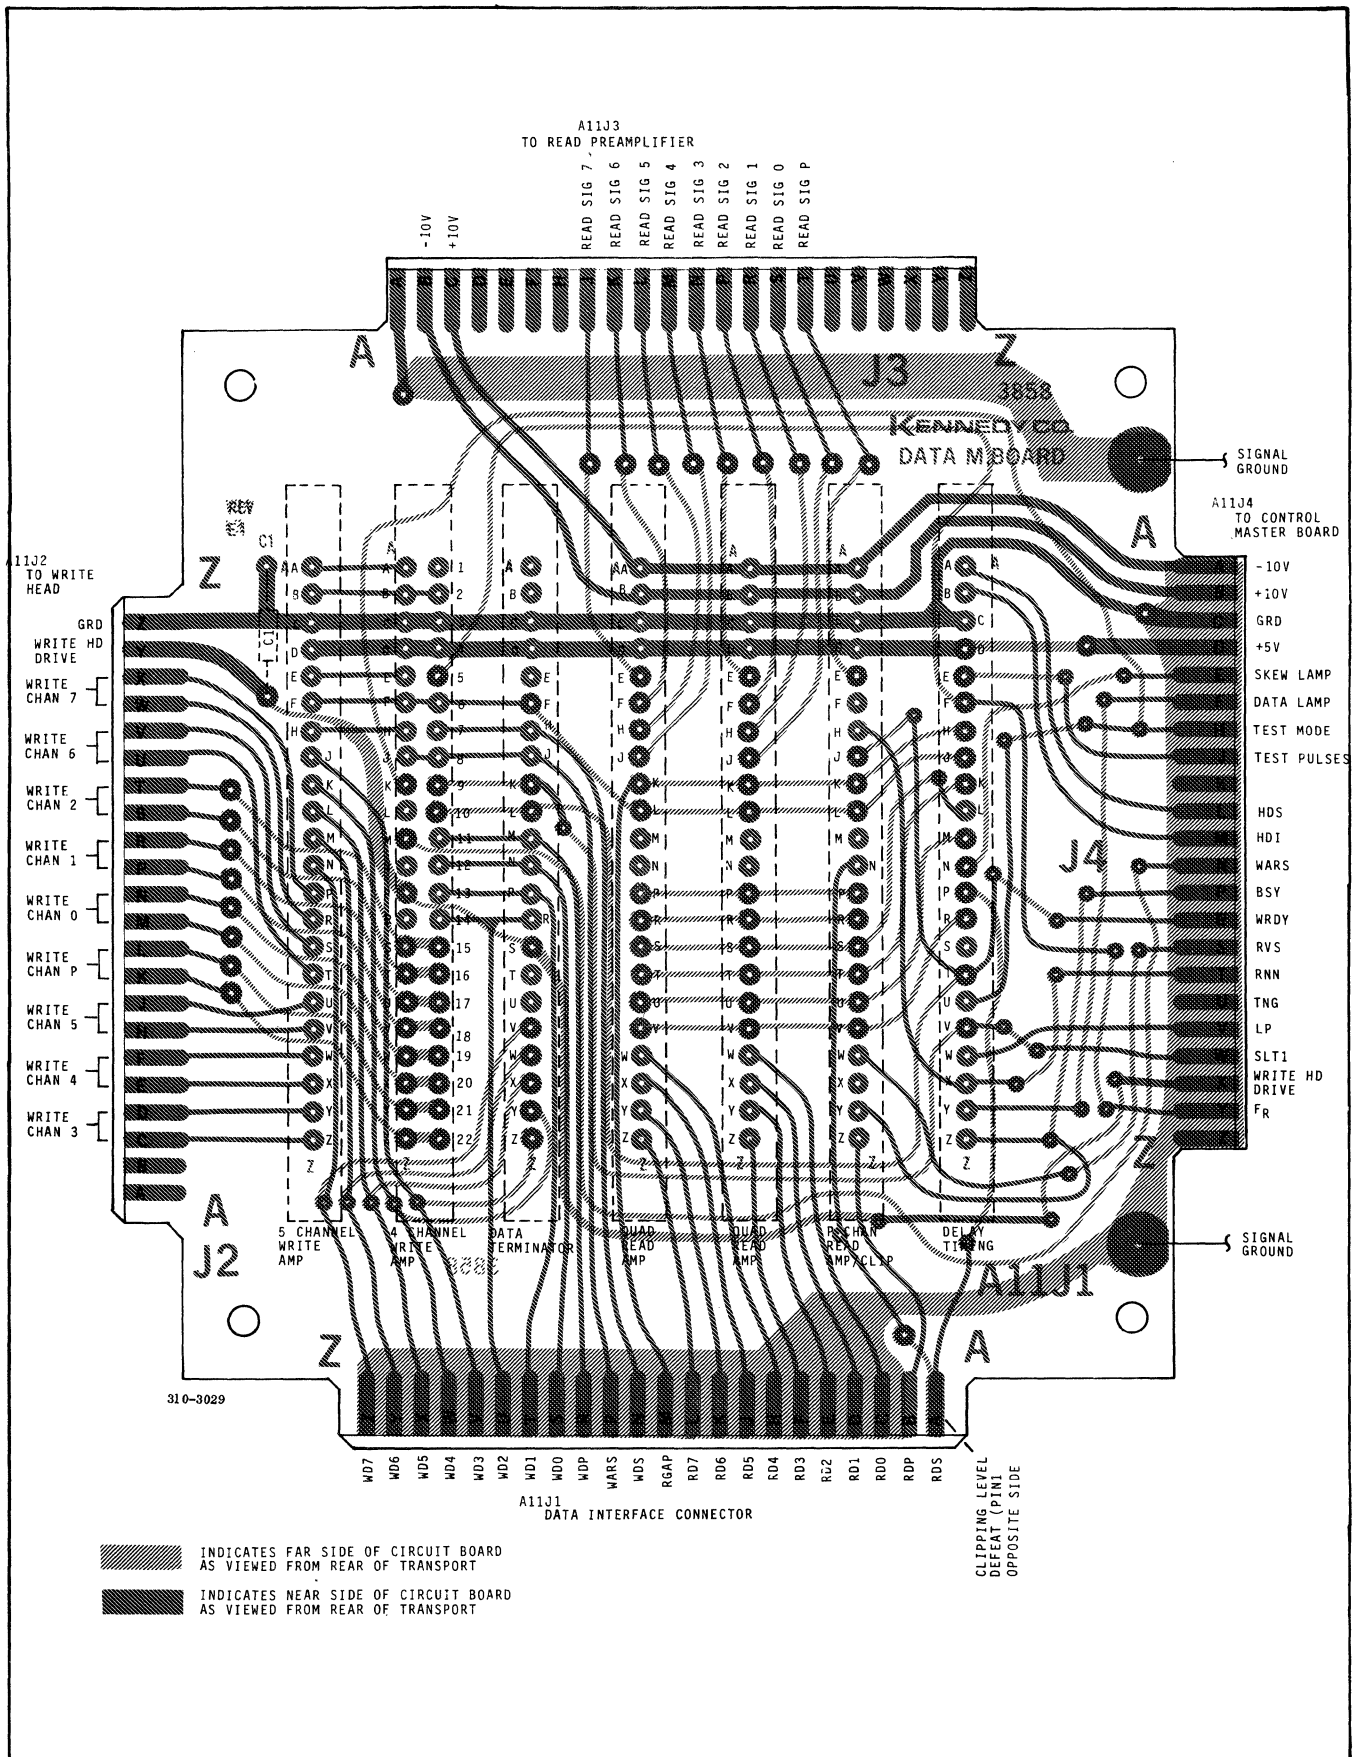 A11J3
TO READ PREAMPLIFIER
-10V
+10V
READ SIG 7
READ SIG 6
READ SIG 5
READ SIG 4
READ SIG 3
READ SIG 2
READ SIG 1
READ SIG 0
READ SIG P
A
J3
Z
3858
KENNEDY CO.
DATA M BOARD
SIGNAL
GROUND
REV
C1
Z
A
A11J2
TO WRITE
HEAD
GRD
WRITE HD
DRIVE
WRITE
CHAN 7
WRITE
CHAN 6
WRITE
CHAN 2
WRITE
CHAN 1
WRITE
CHAN 0
WRITE
CHAN P
WRITE
CHAN 5
WRITE
CHAN 4
WRITE
CHAN 3
A11J4
TO CONTROL
MASTER BOARD
-10V
+10V
GRD
+5V
SKEW LAMP
DATA LAMP
TEST MODE
TEST PULSES
HDS
HDI
WARS
BSY
WRDY
RVS
RNN
TNG
LP
SLT1
WRITE HD
DRIVE
FR
J4
Z
A
J2
5 CHANNEL
WRITE
AMP
4 CHANNEL
WRITE
AMP
DATA
TERMINATOR
QUAD
READ
AMP
QUAD
READ
AMP
P CHAN
READ
AMP/CLIP
DELAY
TIMING
SIGNAL
GROUND
A11J1
Z
A
310-3029
WD7
WD6
WD5
WD4
WD3
WD2
WD1
WD0
WDP
WARS
WDS
RGAP
RD7
RD6
RD5
RD4
RD3
RD2
RD1
RD0
RDP
RDS
CLIPPING LEVEL
DEFEAT (PIN1
OPPOSITE SIDE
A11J1
DATA INTERFACE CONNECTOR
INDICATES FAR SIDE OF CIRCUIT BOARD
AS VIEWED FROM REAR OF TRANSPORT
INDICATES NEAR SIDE OF CIRCUIT BOARD
AS VIEWED FROM REAR OF TRANSPORT